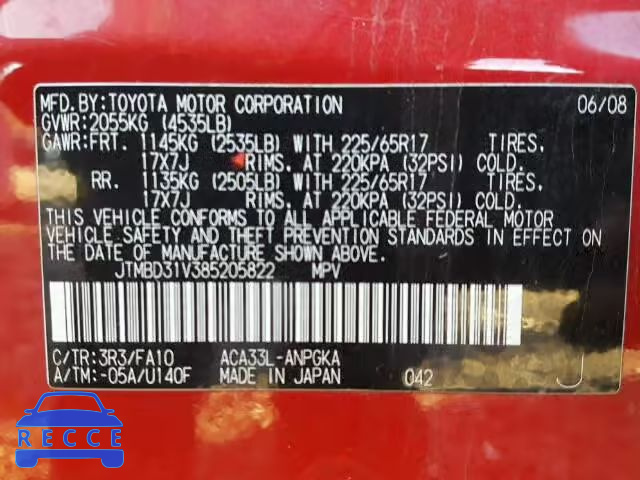 MFD.BY:TOYOTA MOTOR CORPORATION 06/08
GVWR:2055KG (4535LB)
GAWR:FRT. 1145KG (2535LB) WITH 225/65R17 TIRES,
17X7J RIMS, AT 220KPA (32PSI) COLD.
RR. 1135KG (2505LB) WITH 225/65R17 TIRES,
17X7J RIMS, AT 220KPA (32PSI) COLD.
THIS VEHICLE CONFORMS TO ALL APPLICABLE FEDERAL MOTOR
VEHICLE SAFETY AND THEFT PREVENTION STANDARDS IN EFFECT ON
THE DATE OF MANUFACTURE SHOWN ABOVE.
JTMBD31V385205822 MPV
C/TR:3R3/FA10 ACA33L-ANPGKA
A/TM:-05A/U140F MADE IN JAPAN 042 J
RECCE